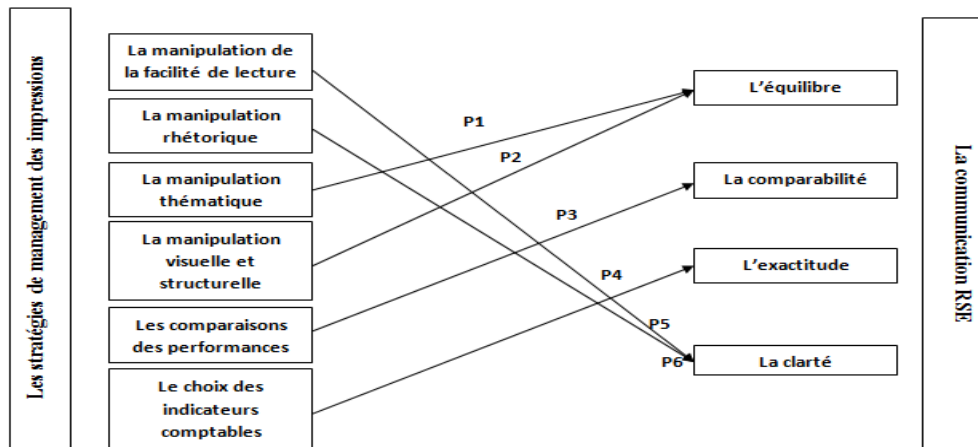 Les stratégies de management des impressions
La manipulation de
la facilité de lecture
La manipulation
rhétorique
La manipulation
thématique
La manipulation
visuelle et
structurelle
Les comparaisons
des performances
Le choix des
indicateurs
comptables
P1
P2
P3
P4
P5
P6
L'équilibre
La comparabilité
L'exactitude
La clarté
La communication RSE